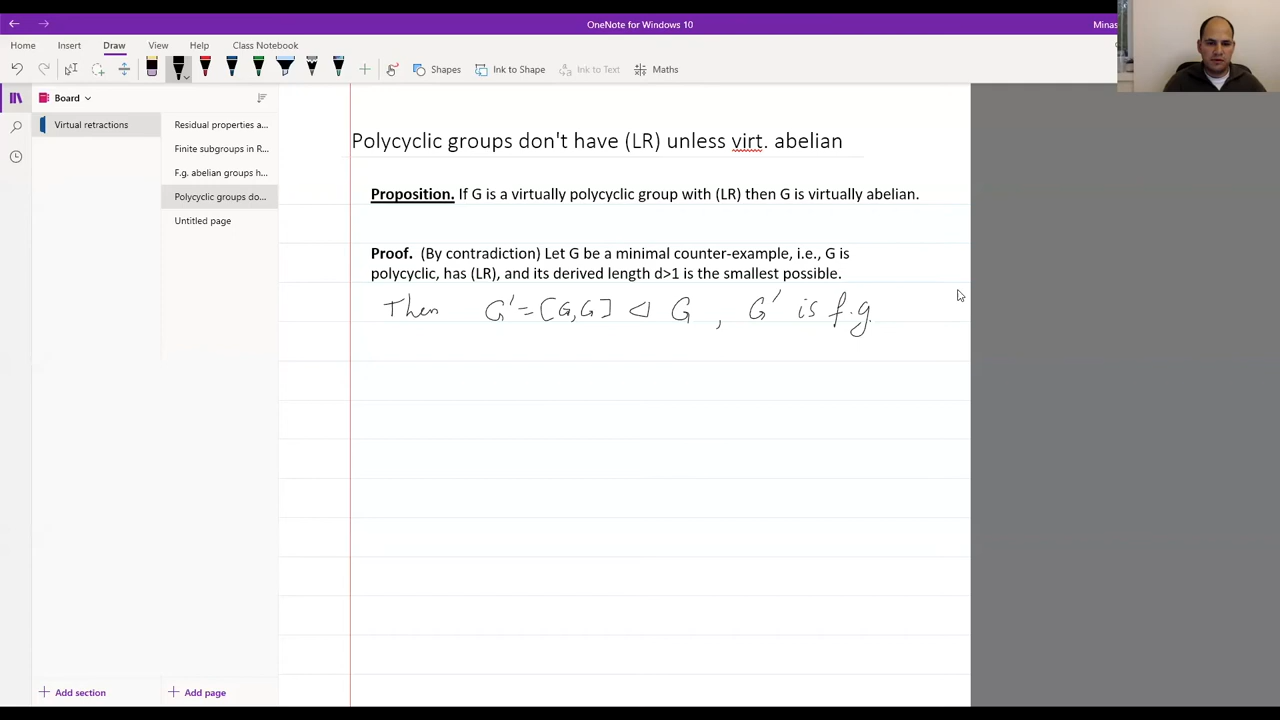 OneNote for Windows 10
Minas
Home Insert Draw View Help Class Notebook
Shapes Ink to Shape Ink to Text Maths
Board
Virtual retractions
Residual properties a...
Finite subgroups in R...
F.g. abelian groups h...
Polycyclic groups do...
Untitled page
Polycyclic groups don't have (LR) unless virt. abelian
Proposition. If G is a virtually polycyclic group with (LR) then G is virtually abelian.
Proof. (By contradiction) Let G be a minimal counter-example, i.e., G is
polycyclic, has (LR), and its derived length d>1 is the smallest possible.
Then G'=[G,G] ◁ G , G' is f.g.
Add section Add page